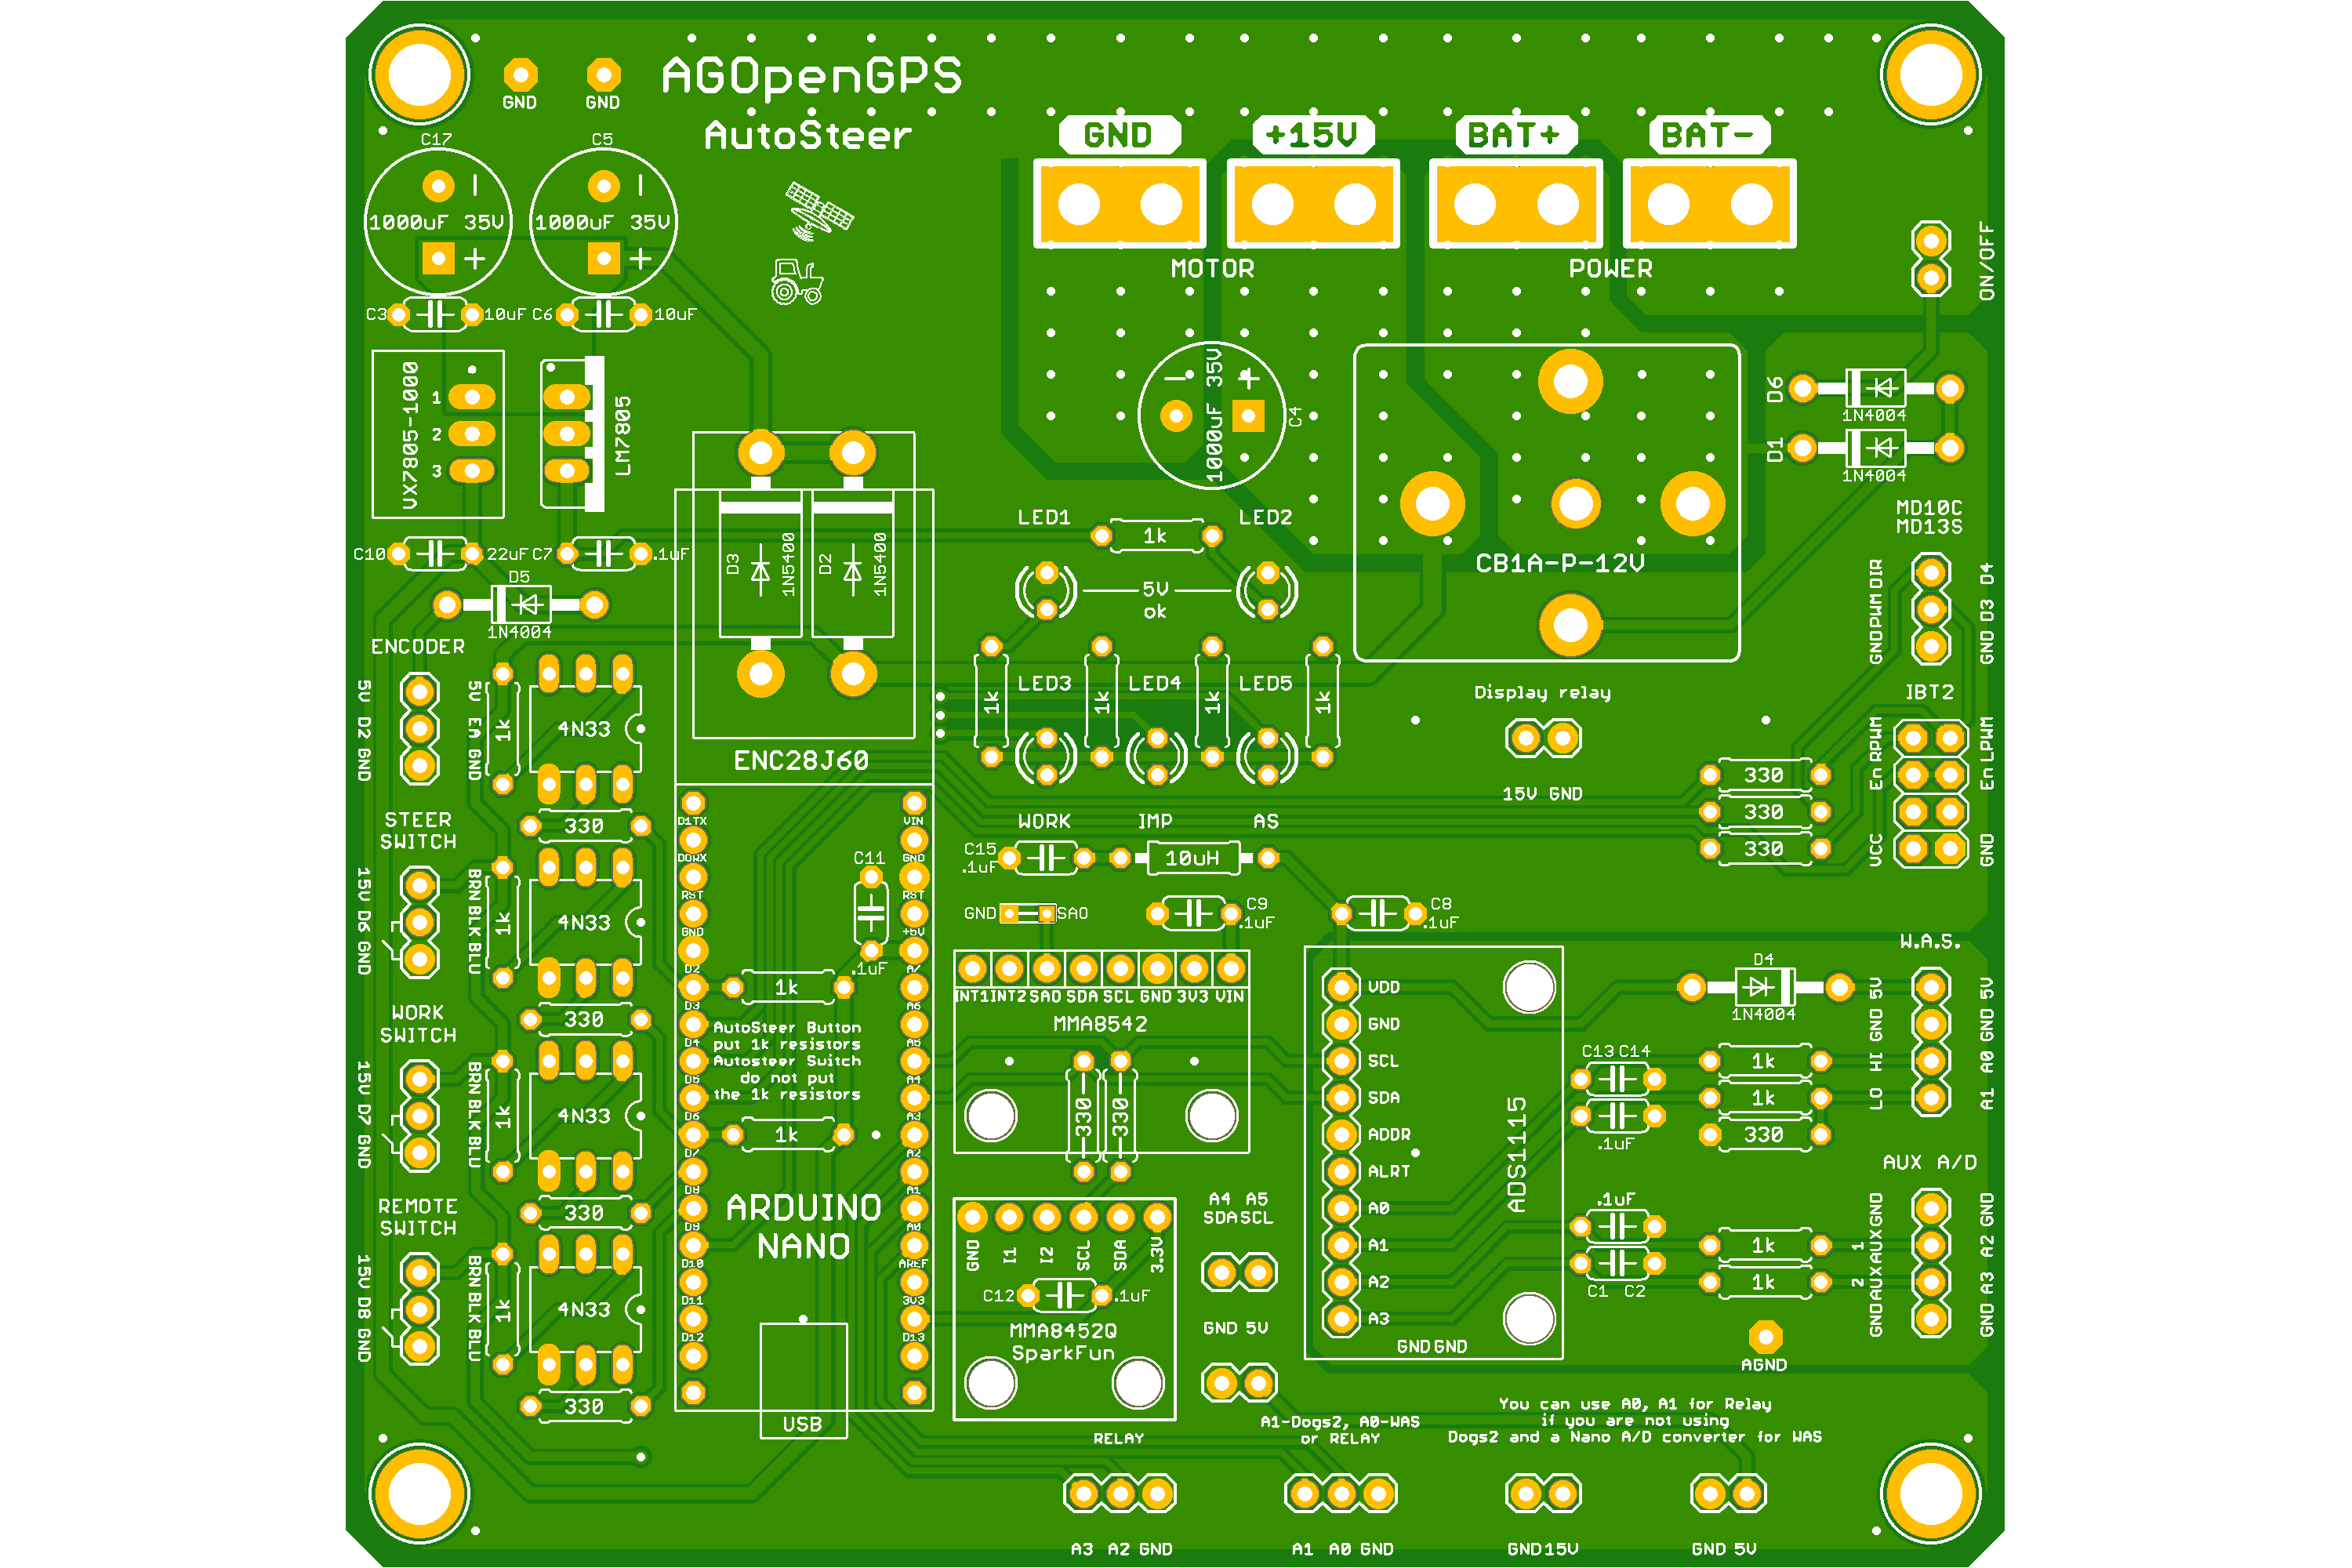 AGOpenGPS
AutoSteer
GND
GND
C17
C5
1000uF 35V
1000uF 35V
GND
+15V
BAT+
BAT-
MOTOR
POWER
ON/OFF
C3
10uF
C6
10uF
VX7805-1000
1
2
3
LM7805
1000uF 35V
C4
D6
1N4004
D1
1N4004
MD10C
MD13S
C10
22uF
C7
.1uF
D5
1N4004
D3
1N5400
D2
1N5400
ENC28J60
LED1
1k
LED2
5V
ok
CB1A-P-12V
GND PWM DIR
GND D3 D4
IBT2
En RPWM
En LPWM
VCC
GND
330
330
330
1k
LED3
1k
LED4
1k
LED5
1k
Display relay
15V GND
WORK
IMP
AS
ENCODER
5V D2 GND
5V EA GND
1k
4N33
330
STEER
SWITCH
15V D6 GND
BRN BLK BLU
1k
4N33
330
WORK
SWITCH
15V D7 GND
BRN BLK BLU
1k
4N33
330
REMOTE
SWITCH
15V D8 GND
BRN BLK BLU
1k
4N33
330
D1TX
VIN
D0RX
GND
RST
RST
GND
+5V
D2
A7
D3
A6
D4
A5
D5
A4
D6
A3
D7
A2
D8
A1
D9
A0
D10
AREF
D11
3V3
D12
D13
C11
.1uF
1k
AutoSteer Button
put 1k resistors
Autosteer Switch
do not put
the 1k resistors
1k
ARDUINO
NANO
USB
C15
.1uF
10uH
GND
SAO
C9
.1uF
C8
.1uF
INT1 INT2 SAO SDA SCL GND 3V3 VIN
MMA8542
330
330
GND
I1
I2
SCL
SDA
3.3V
C12
.1uF
MMA8452Q
SparkFun
A4 A5
SDA SCL
GND 5V
VDD
GND
SCL
SDA
ADDR
ALRT
A0
A1
A2
A3
ADS1115
GND GND
W.A.S.
D4
1N4004
LO HI GND 5V
A1 A0 GND 5V
C13 C14
.1uF
1k
1k
330
AUX A/D
.1uF
C1 C2
1k
1k
GND AUX AUX GND
2 1
GND A3 A2 GND
AGND
You can use A0, A1 for Relay
if you are not using
Dogs2 and a Nano A/D converter for WAS
A1-Dogs2, A0-WAS
or RELAY
RELAY
A3 A2 GND
A1 A0 GND
GND 15V
GND 5V